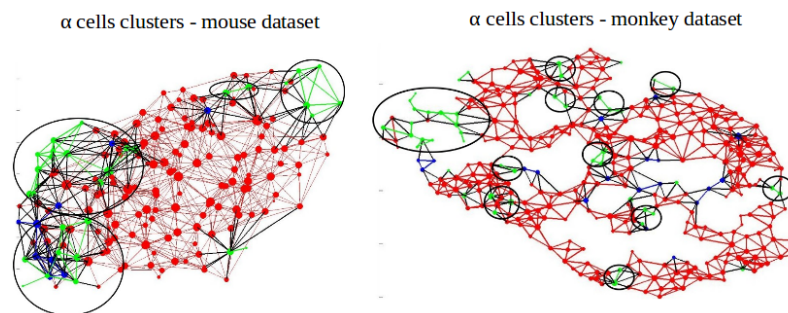 α cells clusters - mouse dataset
α cells clusters - monkey dataset